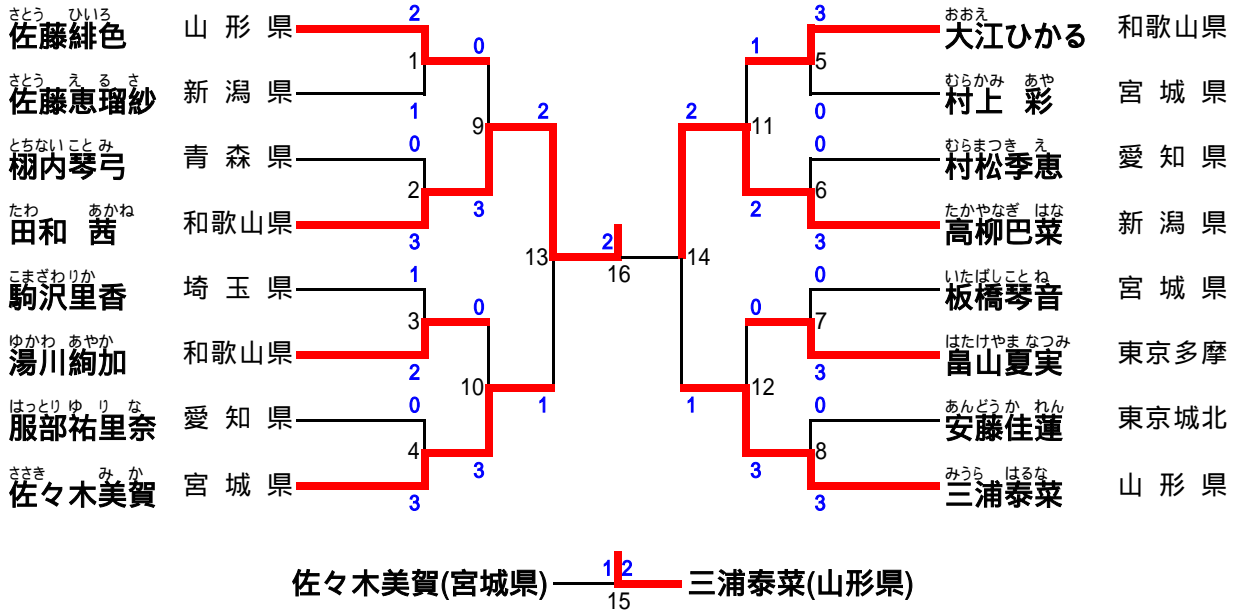 さとう ひいろ
佐藤緋色 山形県
さとう えるさ
佐藤恵瑠紗 新潟県
とちないことみ
栩内琴弓 青森県
たわ あかね
田和 茜 和歌山県
こまざわりか
駒沢里香 埼玉県
ゆかわ あやか
湯川絢加 和歌山県
はっとりゆりな
服部祐里奈 愛知県
ささき みか
佐々木美賀 宮城県
2
1
1
0
2
3
1
3
2
0
4
3
0
9
3
0
10
3
2
13
1
2
16
3
5
0
0
6
3
0
7
3
0
8
3
1
11
2
0
12
3
2
14
1
おおえ
大江ひかる 和歌山県
むらかみ あや
村上 彩 宮城県
むらまつきえ
村松季恵 愛知県
たかやなぎ はな
高柳巴菜 新潟県
いたばしことね
板橋琴音 宮城県
はたけやまなつみ
畠山夏実 東京多摩
あんどうかれん
安藤佳蓮 東京城北
みうら はるな
三浦泰菜 山形県
佐々木美賀(宮城県) 1 2 三浦泰菜(山形県)
15